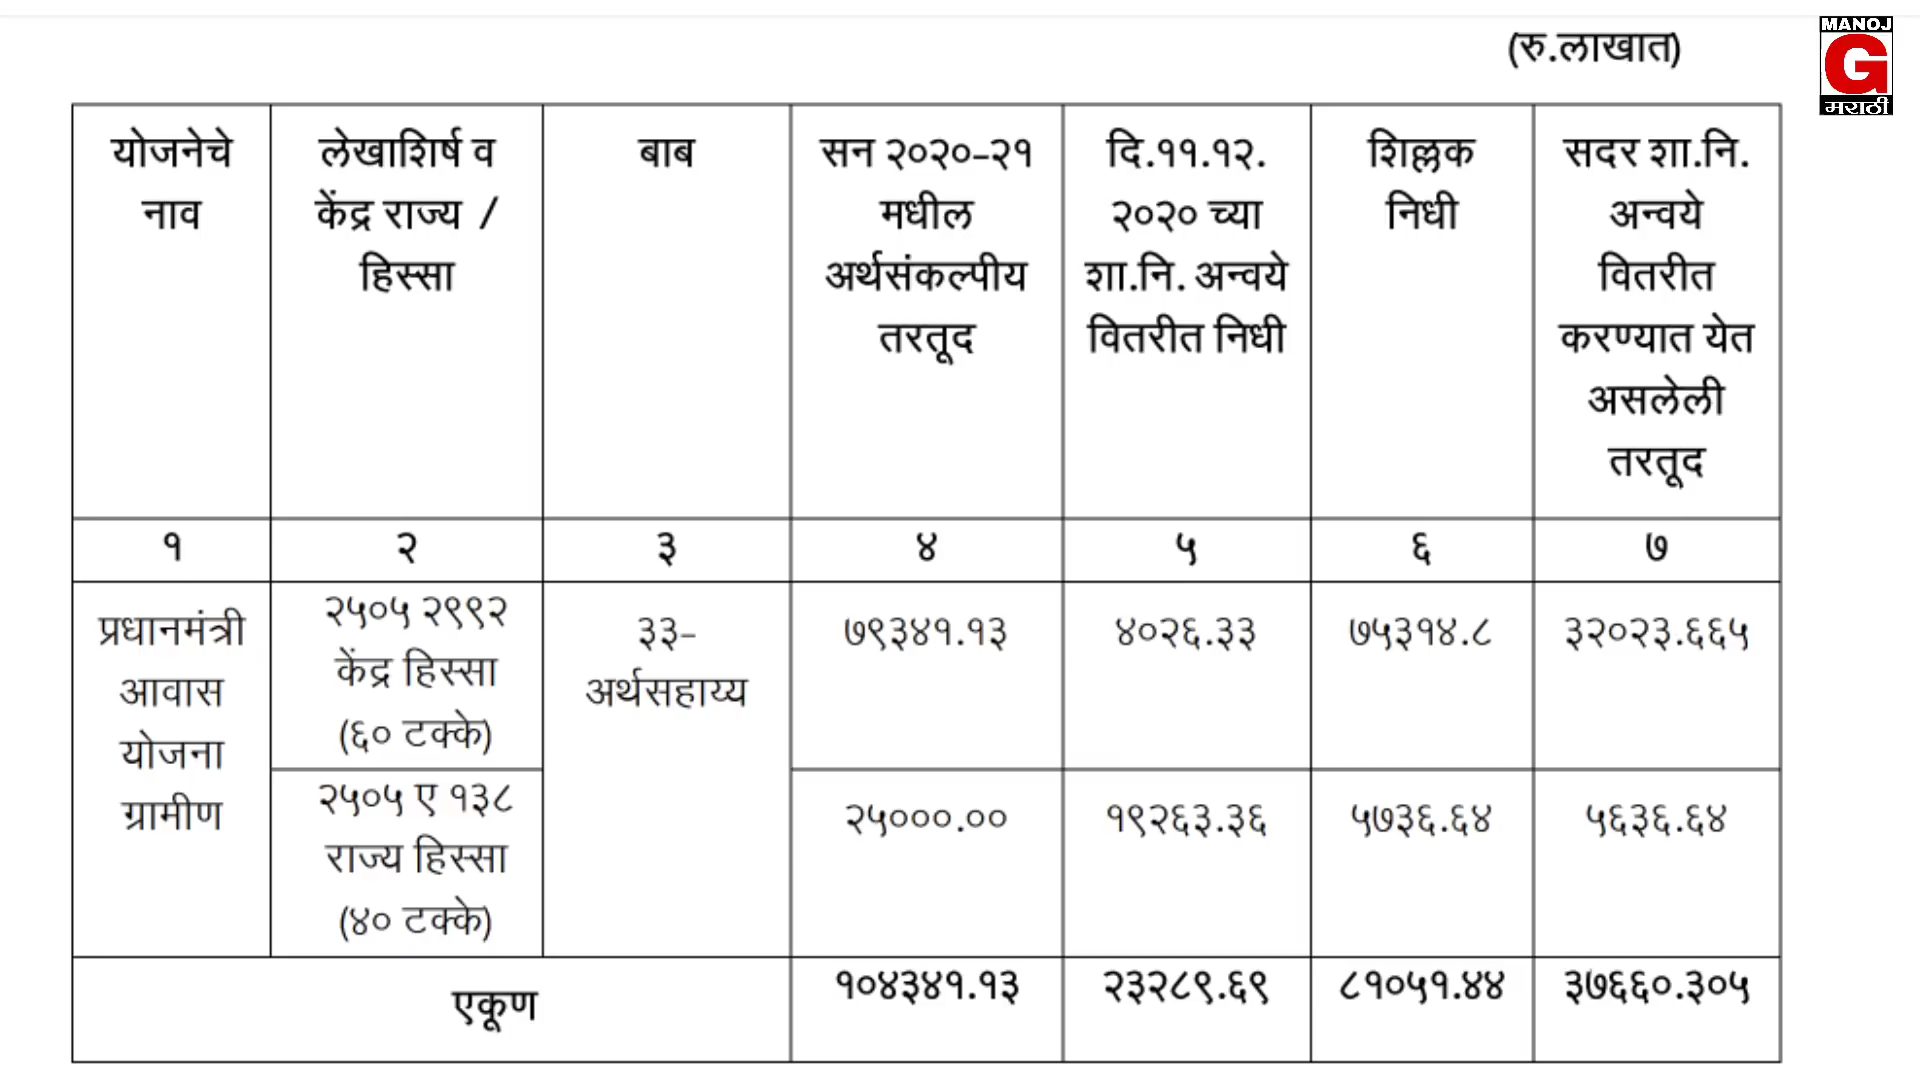 (रु.लाखात)
MANOJ
G
मराठी
योजनेचे
नाव
लेखाशिर्ष व
केंद्र राज्य /
हिस्सा
बाब
सन २०२०-२१
मधील
अर्थसंकल्पीय
तरतूद
दि.११.१२.
२०२० च्या
शा.नि. अन्वये
वितरीत निधी
शिल्लक
निधी
सदर शा.नि.
अन्वये
वितरीत
करण्यात येत
असलेली
तरतूद
१
२
३
४
५
६
७
प्रधानमंत्री
आवास
योजना
ग्रामीण
२५०५ २९९२
केंद्र हिस्सा
(६० टक्के)
३३-
अर्थसहाय्य
७९३४१.१३
४०२६.३३
७५३१४.८
३२०२३.६६५
२५०५ ए १३८
राज्य हिस्सा
(४० टक्के)
२५०००.००
१९२६३.३६
५७३६.६४
५६३६.६४
एकूण
१०४३४१.१३
२३२८९.६९
८१०५१.४४
३७६६०.३०५